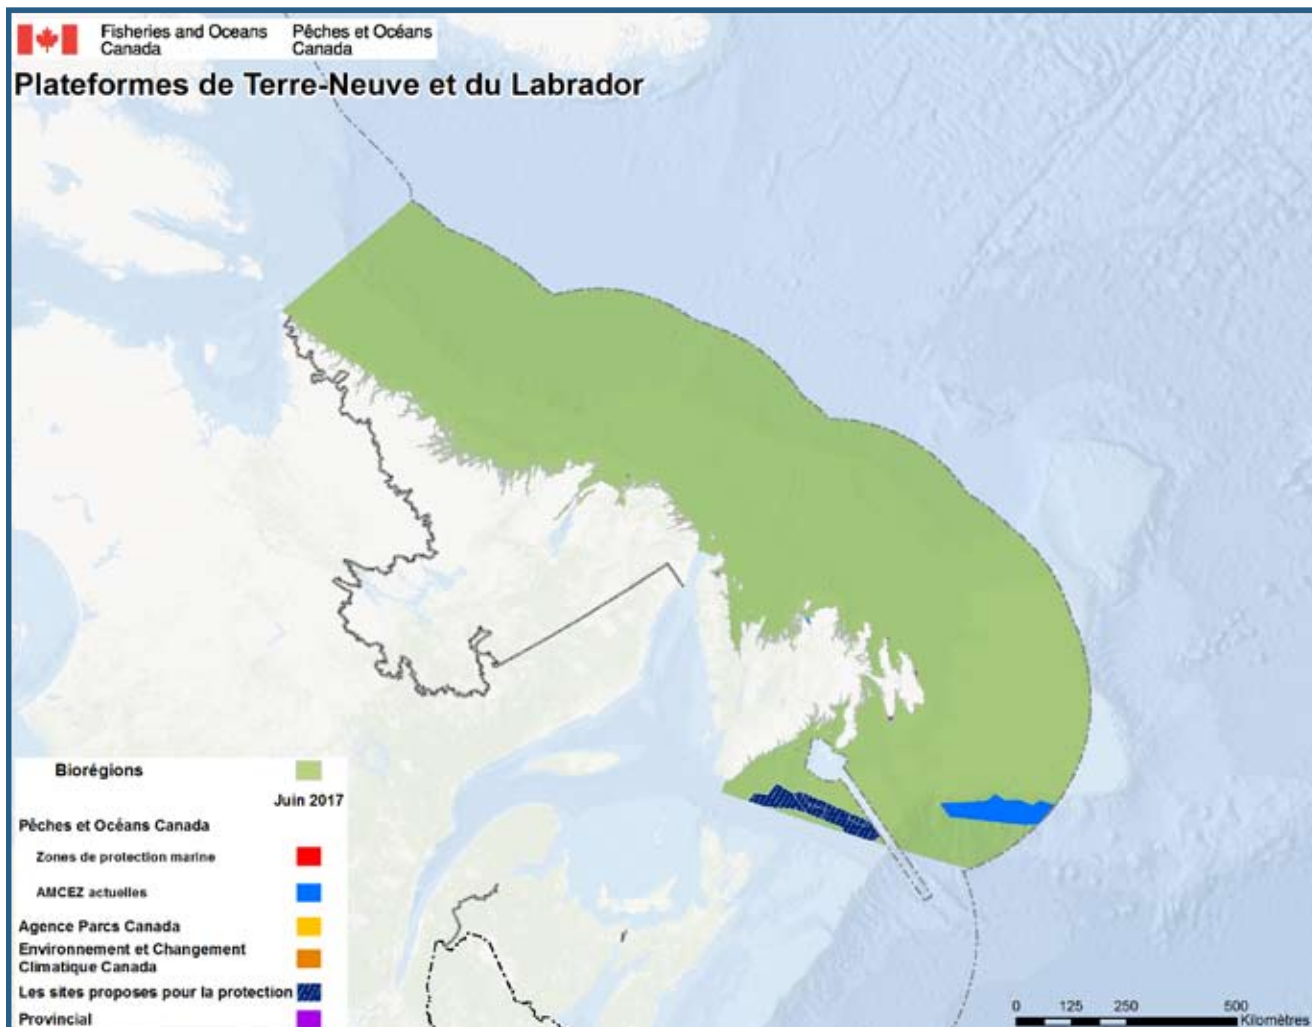 Fisheries and Oceans Pêches et Océans
Canada Canada
Plateformes de Terre-Neuve et du Labrador
Biorégions
Juin 2017
Pêches et Océans Canada
Zones de protection marine
AMCEZ actuelles
Agence Parcs Canada
Environnement et Changement
Climatique Canada
Les sites proposes pour la protection
Provincial
0 125 250 500
Kilomètres